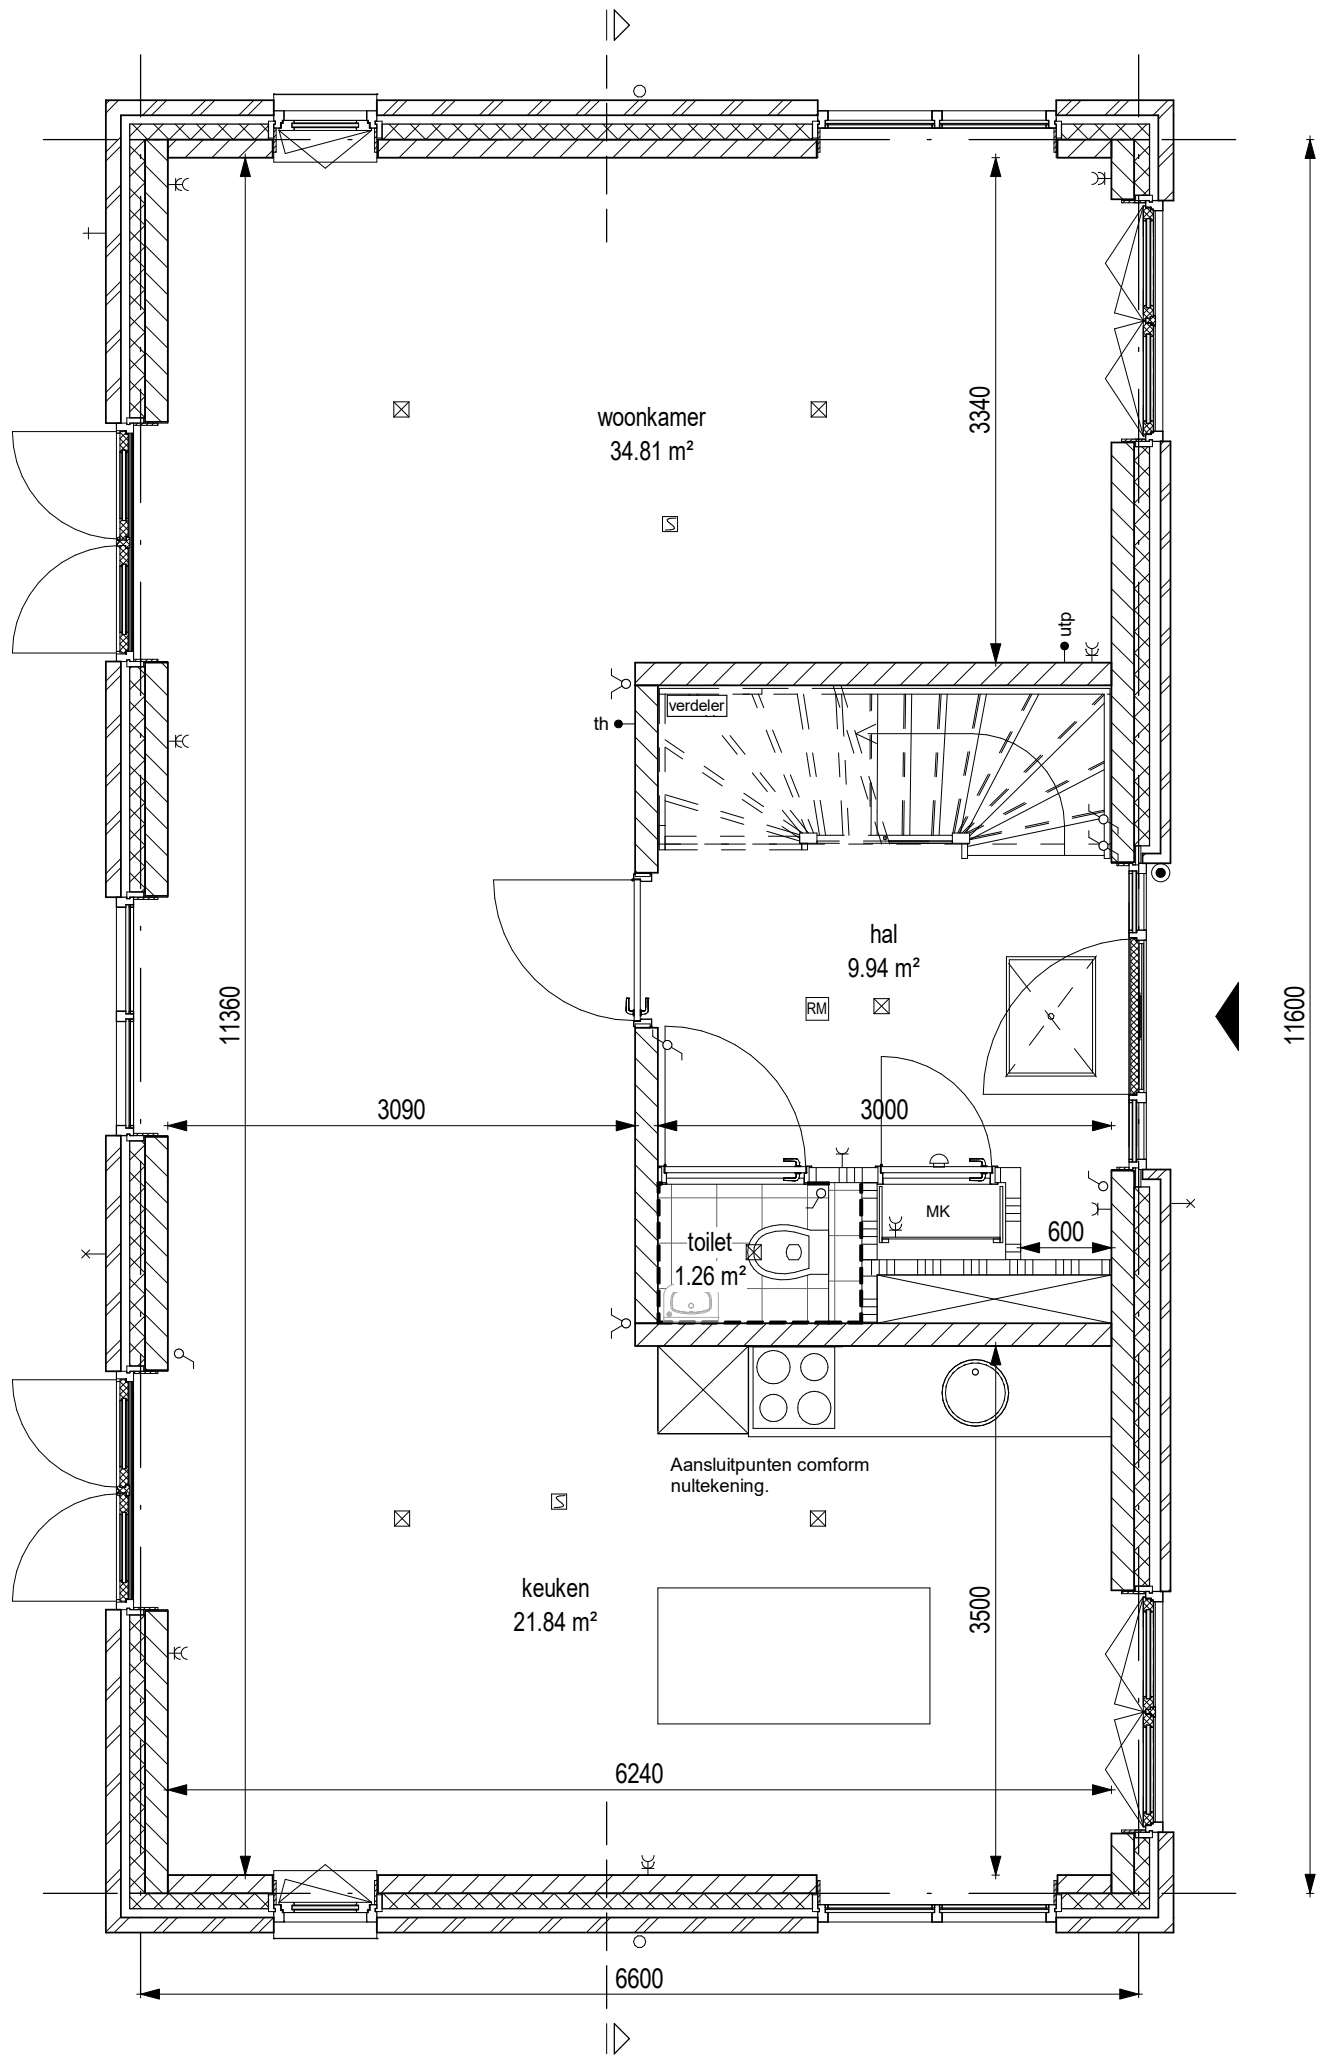 woonkamer
34.81 m²
3340
utp
verdeler
th
hal
9.94 m²
RM
11360
11600
3090
3000
MK
toilet
1.26 m²
600
Aansluitpunten comform
nultekening.
keuken
21.84 m²
3500
6240
6600